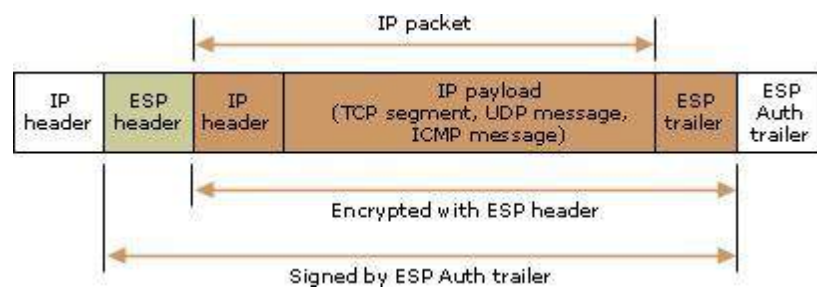 IP packet
IP
header
ESP
header
IP
header
IP payload
(TCP segment, UDP message,
ICMP message)
ESP
trailer
ESP
Auth
trailer
Encrypted with ESP header
Signed by ESP Auth trailer